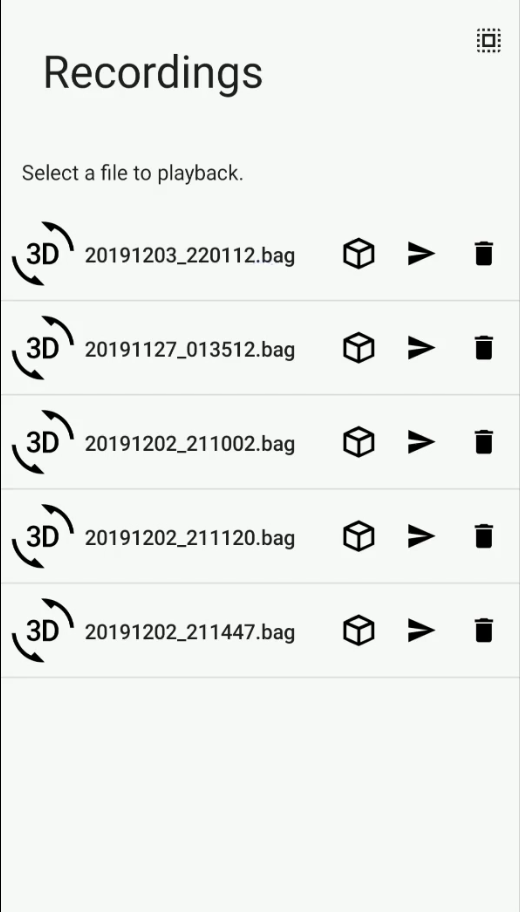 Recordings
Select a file to playback.
3D 20191203_220112.bag
3D 20191127_013512.bag
3D 20191202_211002.bag
3D 20191202_211120.bag
3D 20191202_211447.bag